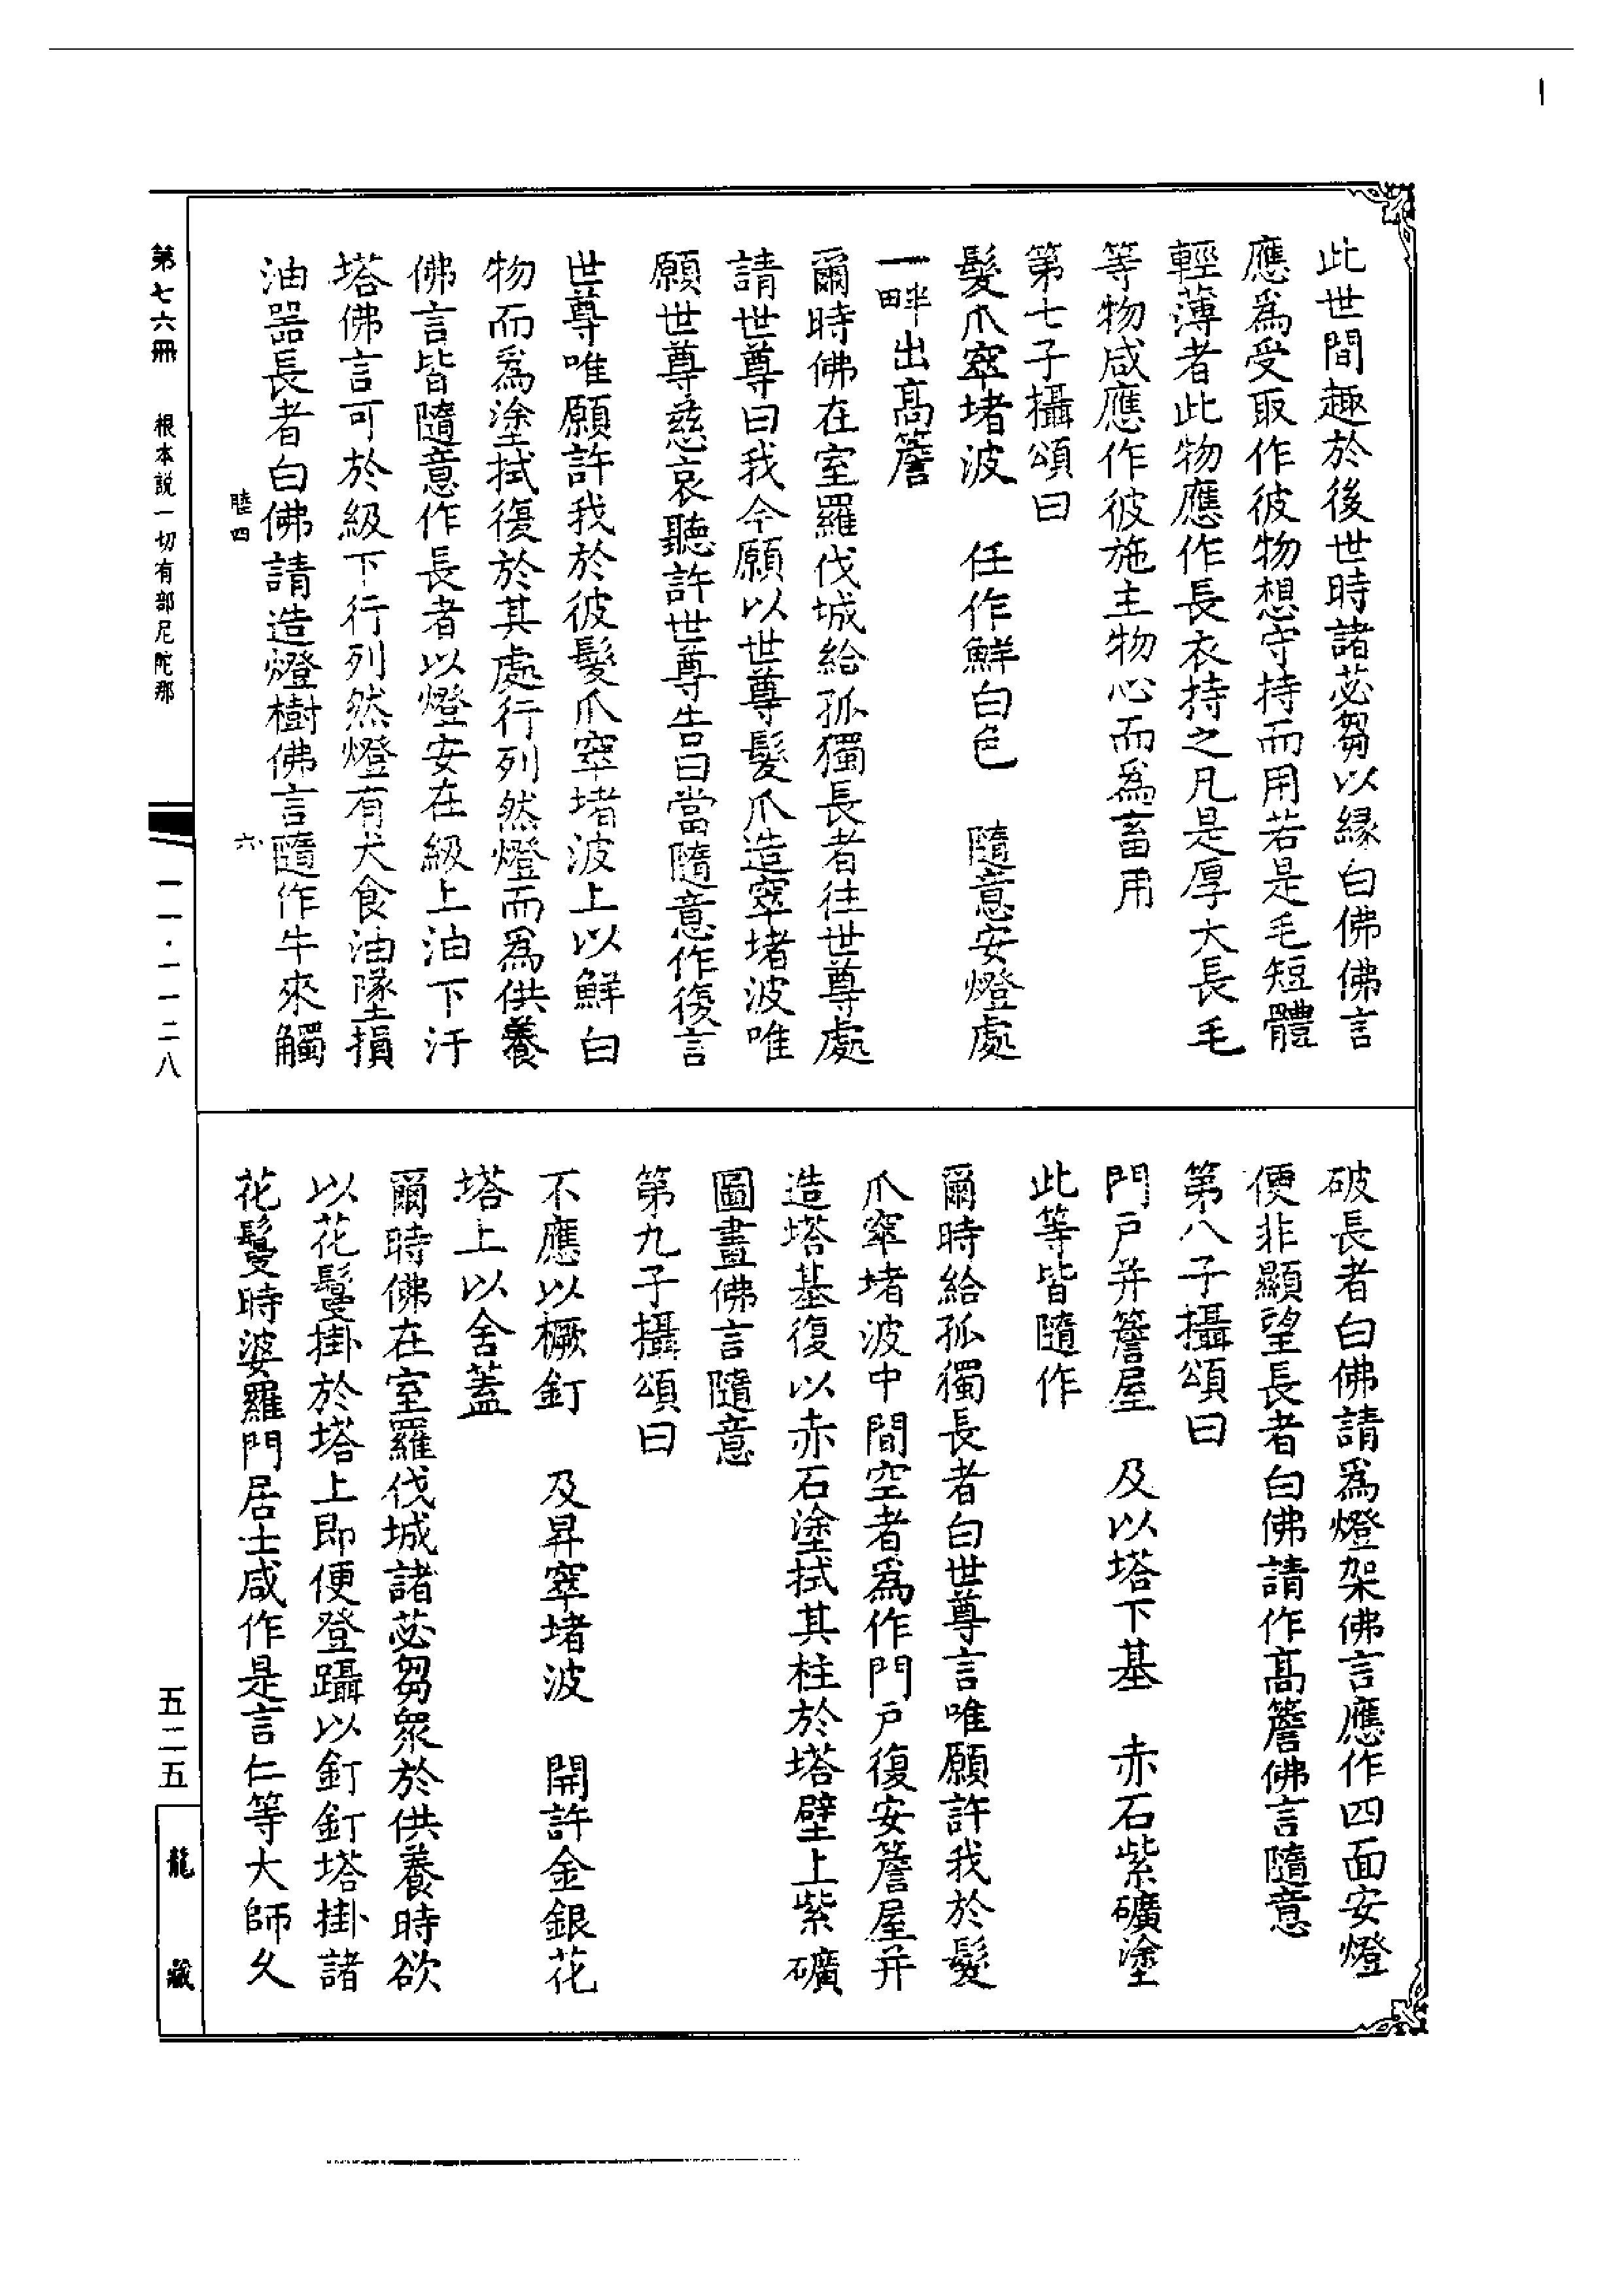 此世間趣於後世時諸苾芻以緣白佛佛言
應為受取作彼物想守持而用若是毛短體
輕薄者此物應作長衣持之凡是厚大長毛
等物咸應作彼施主物心而為畜用
第七子攝頌曰
髮爪窣堵波　任作鮮白色　隨意安燈處
一畔出高簷
爾時佛在室羅伐城給孤獨長者往世尊處
請世尊曰我今願以世尊髮爪造窣堵波唯
願世尊慈哀聽許世尊告曰當隨意作復言
世尊唯願許我於彼髮爪窣堵波上以鮮白
物而為塗拭復於其處行列然燈而為供養
佛言皆隨意作長者以燈安在級上油下汙
塔佛言可於級下行列然燈有犬食油墜損
油器長者白佛請造燈樹佛言隨作牛來觸
破長者白佛請為燈架佛言應作四面安燈
便非顯望長者白佛請作高簷佛言隨意
第八子攝頌曰
門戶并簷屋　及以塔下基　赤石紫礦塗
此等皆隨作
爾時給孤獨長者白世尊言唯願許我於髮
爪窣堵波中間空者為作門戶復安簷屋并
造塔基復以赤石塗拭其柱於塔壁上紫礦
圖畫佛言隨意
第九子攝頌曰
不應以橛釘　及昇窣堵波　開許金銀花
塔上以舍蓋
爾時佛在室羅伐城諸苾芻眾於供養時欲
以花鬘掛於塔上即便登躡以釘釘塔掛諸
花鬘時婆羅門居士咸作是言仁等大師久
睦四　六
第七六冊　根本說一切有部尼陀那　一一·一一二八　五二五
龍藏